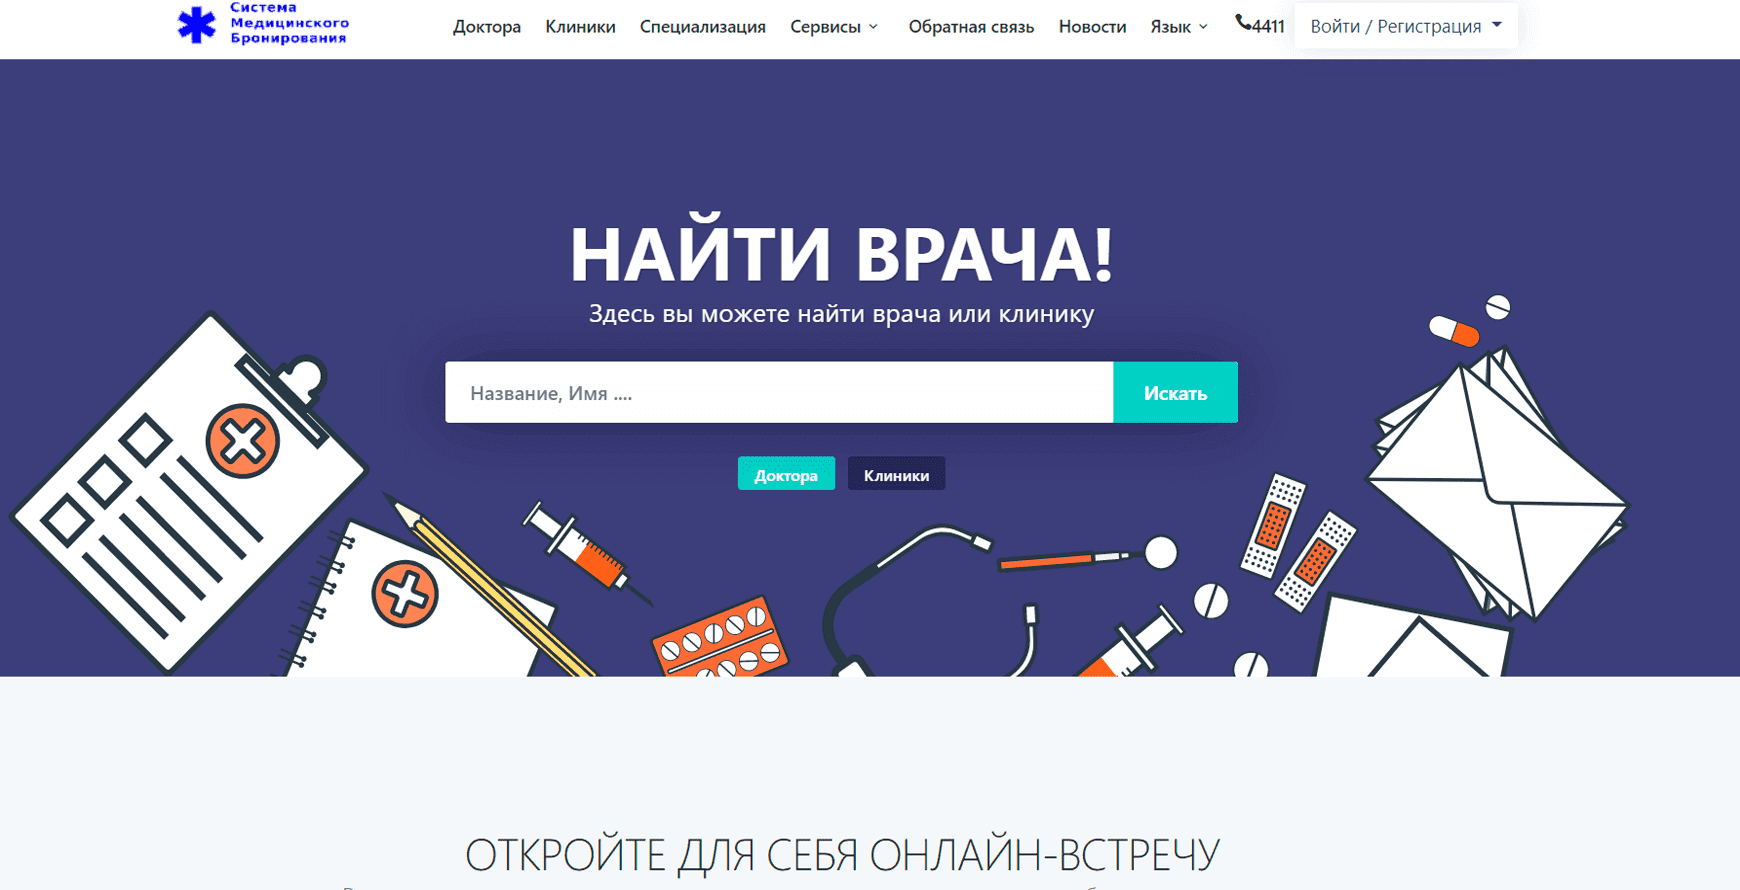 Система
Медицинского
Бронирования
Доктора Клиники Специализация Сервисы Обратная связь Новости Язык 4411 Войти / Регистрация
НАЙТИ ВРАЧА!
Здесь вы можете найти врача или клинику
Название, Имя .... Искать
Доктора Клиники
ОТКРОЙТЕ ДЛЯ СЕБЯ ОНЛАЙН-ВСТРЕЧУ